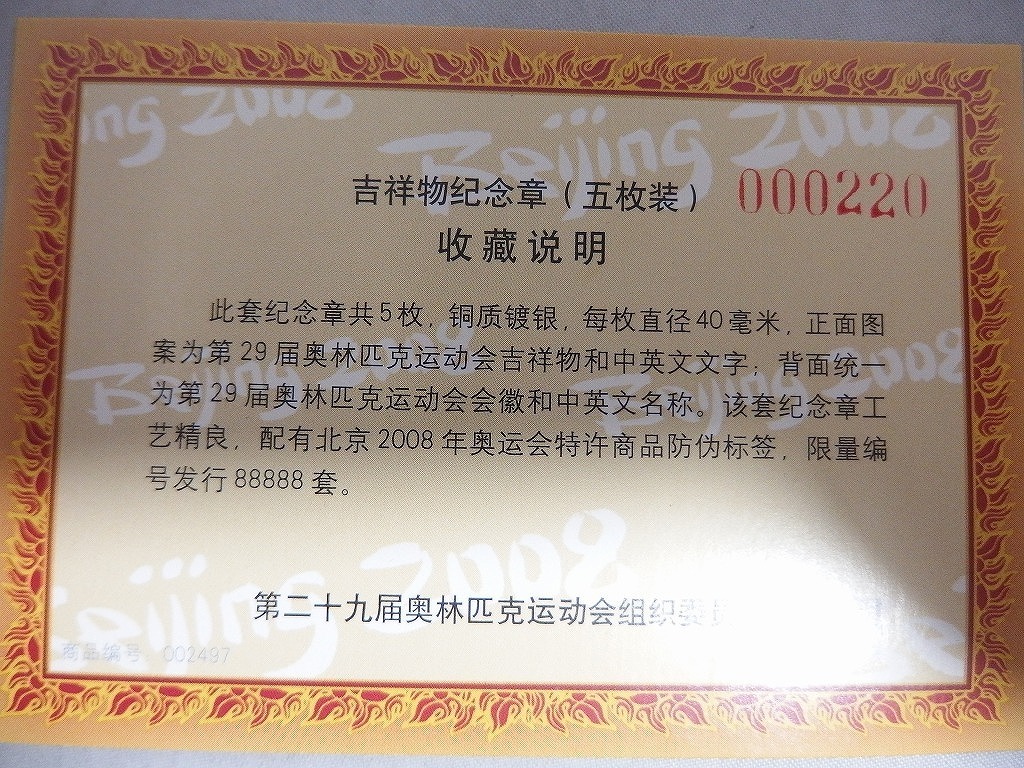 Beijing 2008
Beijing 2008
吉祥物纪念章（五枚装） 000220
收藏说明
此套纪念章共5枚，铜质镀银，每枚直径40毫米，正面图
案为第29届奥林匹克运动会吉祥物和中英文文字，背面统一
为第29届奥林匹克运动会会徽和中英文名称。该套纪念章工
艺精良，配有北京2008年奥运会特许商品防伪标签，限量编
号发行88888套。
Beijing 2008
Beijing 2008
Beijing 2008
第二十九届奥林匹克运动会组织委
商品编号 002497